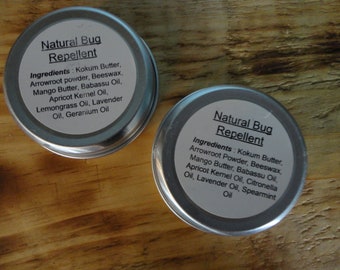 Natural Bug
Repellent
Ingredients : Kokum Butter,
Arrowroot powder, Beeswax,
Mango Butter, Babassu Oil,
Apricot Kernel Oil,
Lemongrass Oil, Lavender
Oil, Geranium Oil
Natural Bug
Repellent
Ingredients : Kokum Butter,
Arrowroot Powder, Beeswax,
Mango Butter, Babassu Oil,
Apricot Kernel Oil, Citronella
Oil, Lavender Oil, Spearmint
Oil